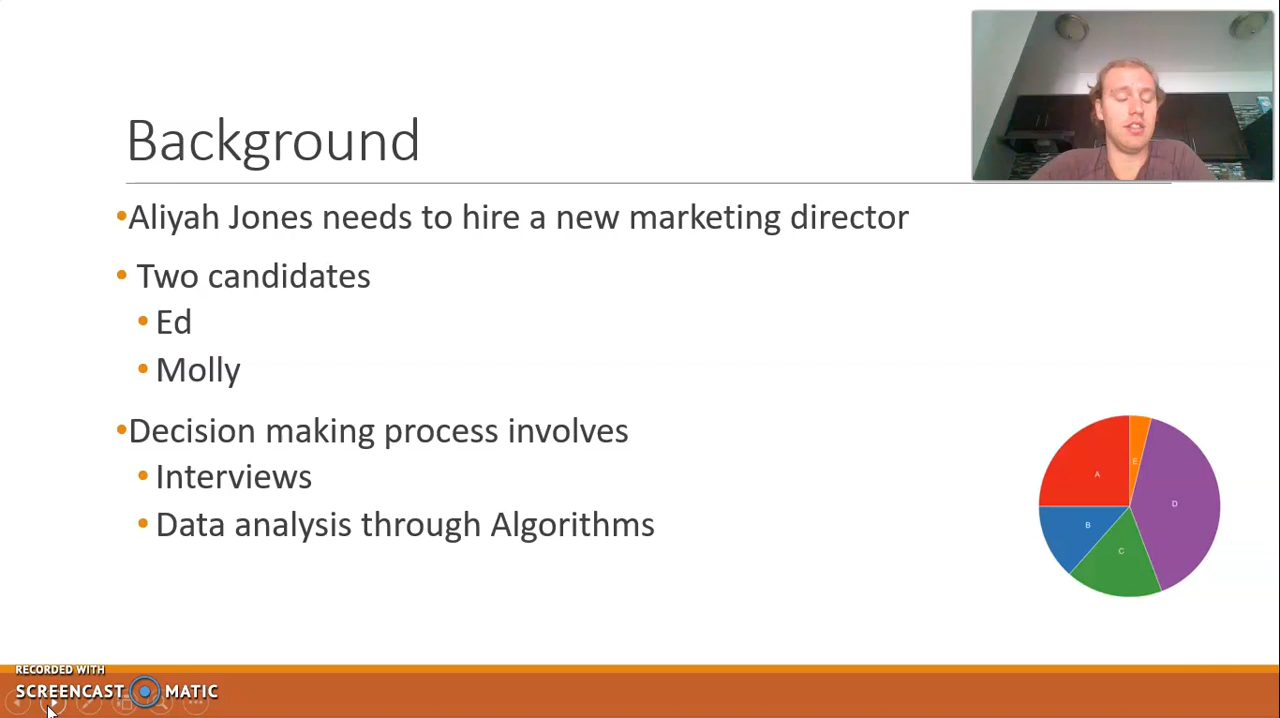 Background
•Aliyah Jones needs to hire a new marketing director
• Two candidates
• Ed
• Molly
•Decision making process involves
• Interviews
• Data analysis through Algorithms
A
E
D
B
C
RECORDED WITH
SCREENCAST MATIC